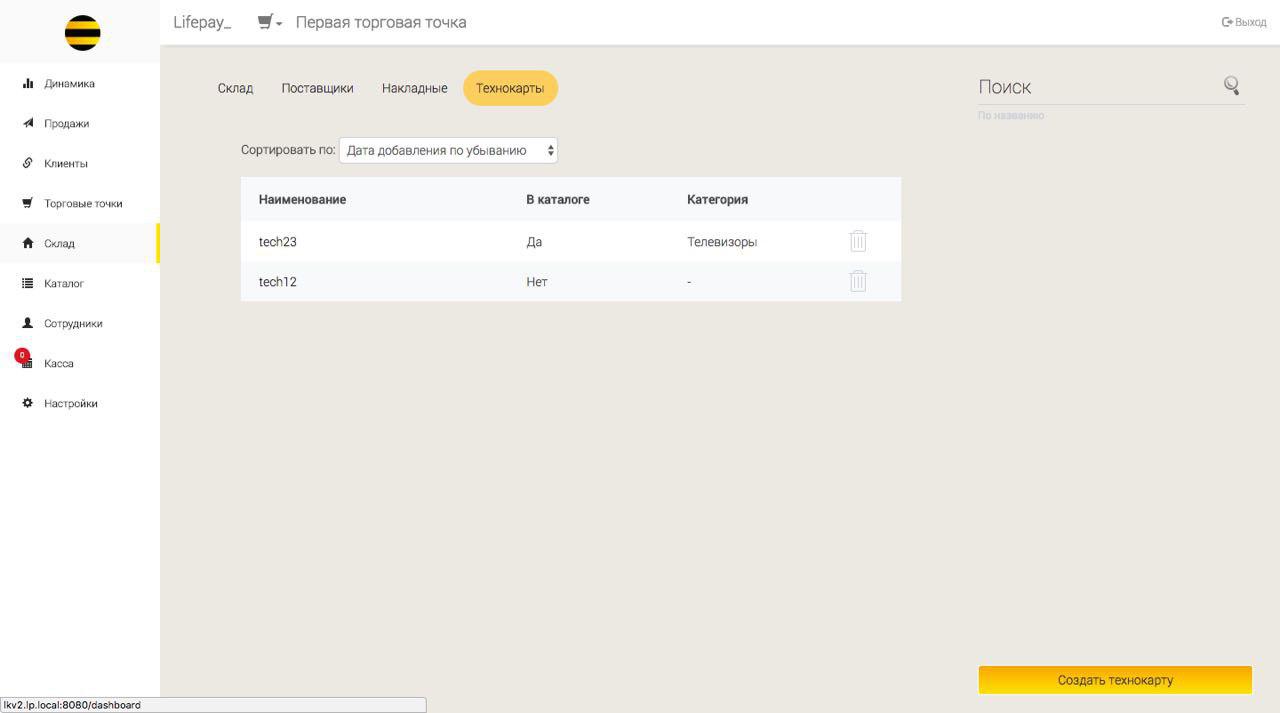 Lifepay_
Первая торговая точка
Выход
Динамика
Продажи
Клиенты
Торговые точки
Склад
Каталог
Сотрудники
0
Касса
Настройки
Склад
Поставщики
Накладные
Технокарты
Поиск
По названию
Сортировать по: Дата добавления по убыванию
Наименование В каталоге Категория
tech23 Да Телевизоры
tech12 Нет -
Создать технокарту
lkv2.lp.local:8080/dashboard